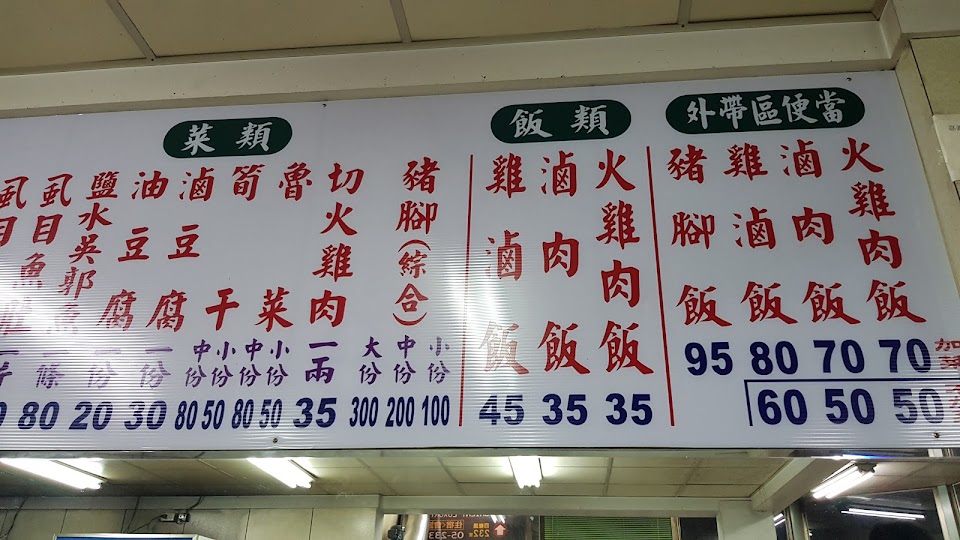 菜類
虱目
虱目魚
鹽水吳郭魚
一條
80
油豆腐
一份
20
滷豆腐
一份
30
筍干
中份 小份
80 50
魯菜
中份 小份
80 50
切火雞肉
一兩
35
豬腳(綜合)
大份 中份 小份
300 200 100
飯類
雞滷飯
45
滷肉飯
35
火雞肉飯
35
外帶區便當
豬腳飯
95
雞滷飯
80
滷肉飯
70
火雞肉飯
70
加
60 50 50